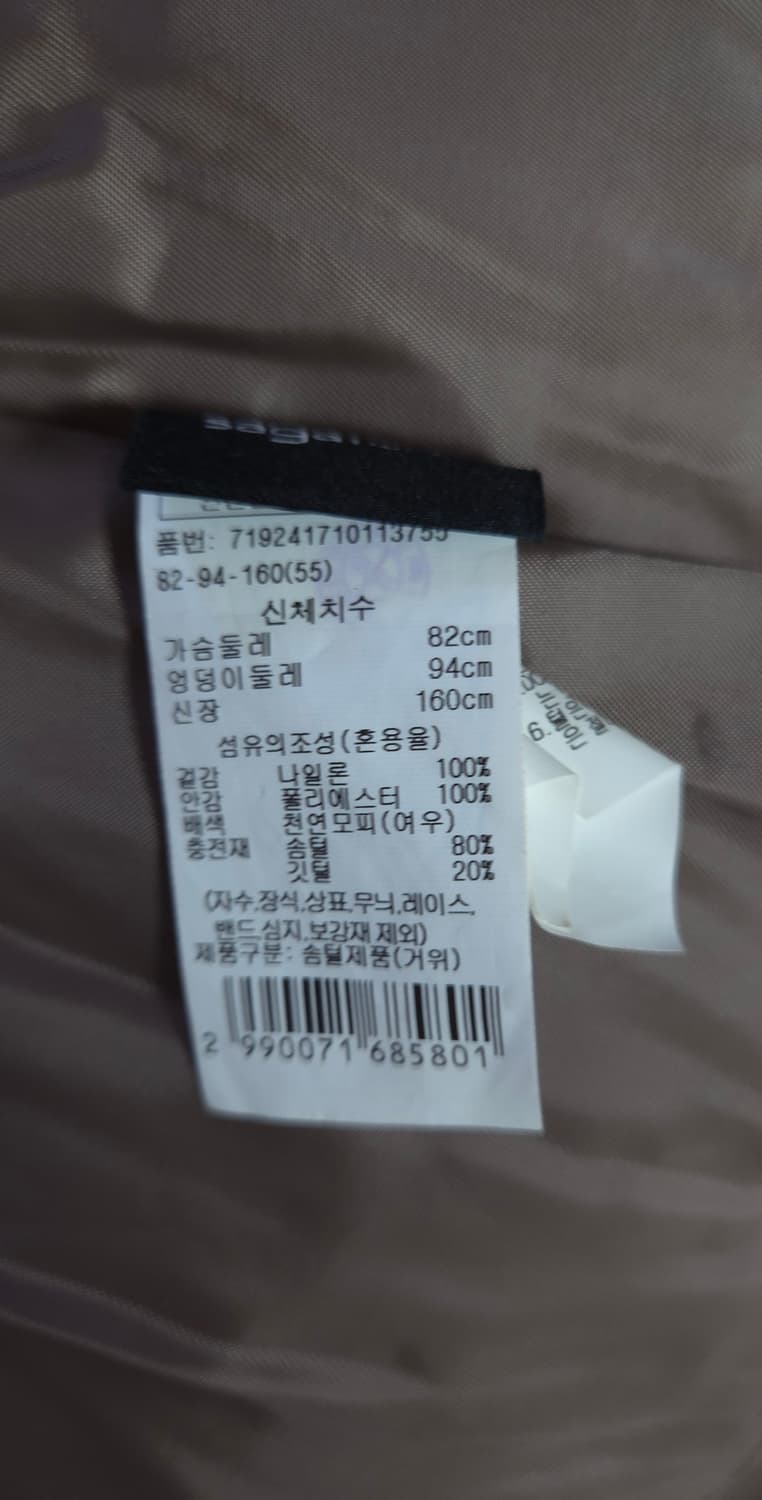 품번: 719241710113755
82-94-160(55)
신체치수
가슴둘레 82cm
엉덩이둘레 94cm
신장 160cm
섬유의조성(혼용율)
겉감 나일론 100%
안감 폴리에스터 100%
배색 천연모피(여우)
충전재 솜털 80%
깃털 20%
(자수,장식,상표,무늬,레이스,
밴드,심지,보강재 제외)
제품구분: 솜털제품(거위)
2 990071 685801